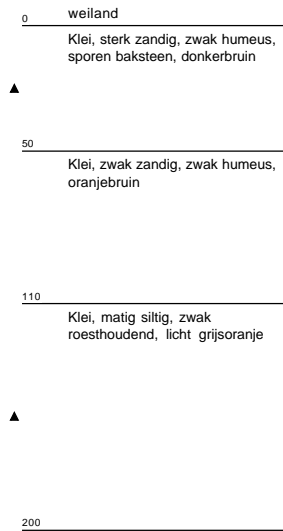 0 weiland
Klei, sterk zandig, zwak humeus,
sporen baksteen, donkerbruin
50
Klei, zwak zandig, zwak humeus,
oranjebruin
110
Klei, matig siltig, zwak
roesthoudend, licht grijsoranje
200